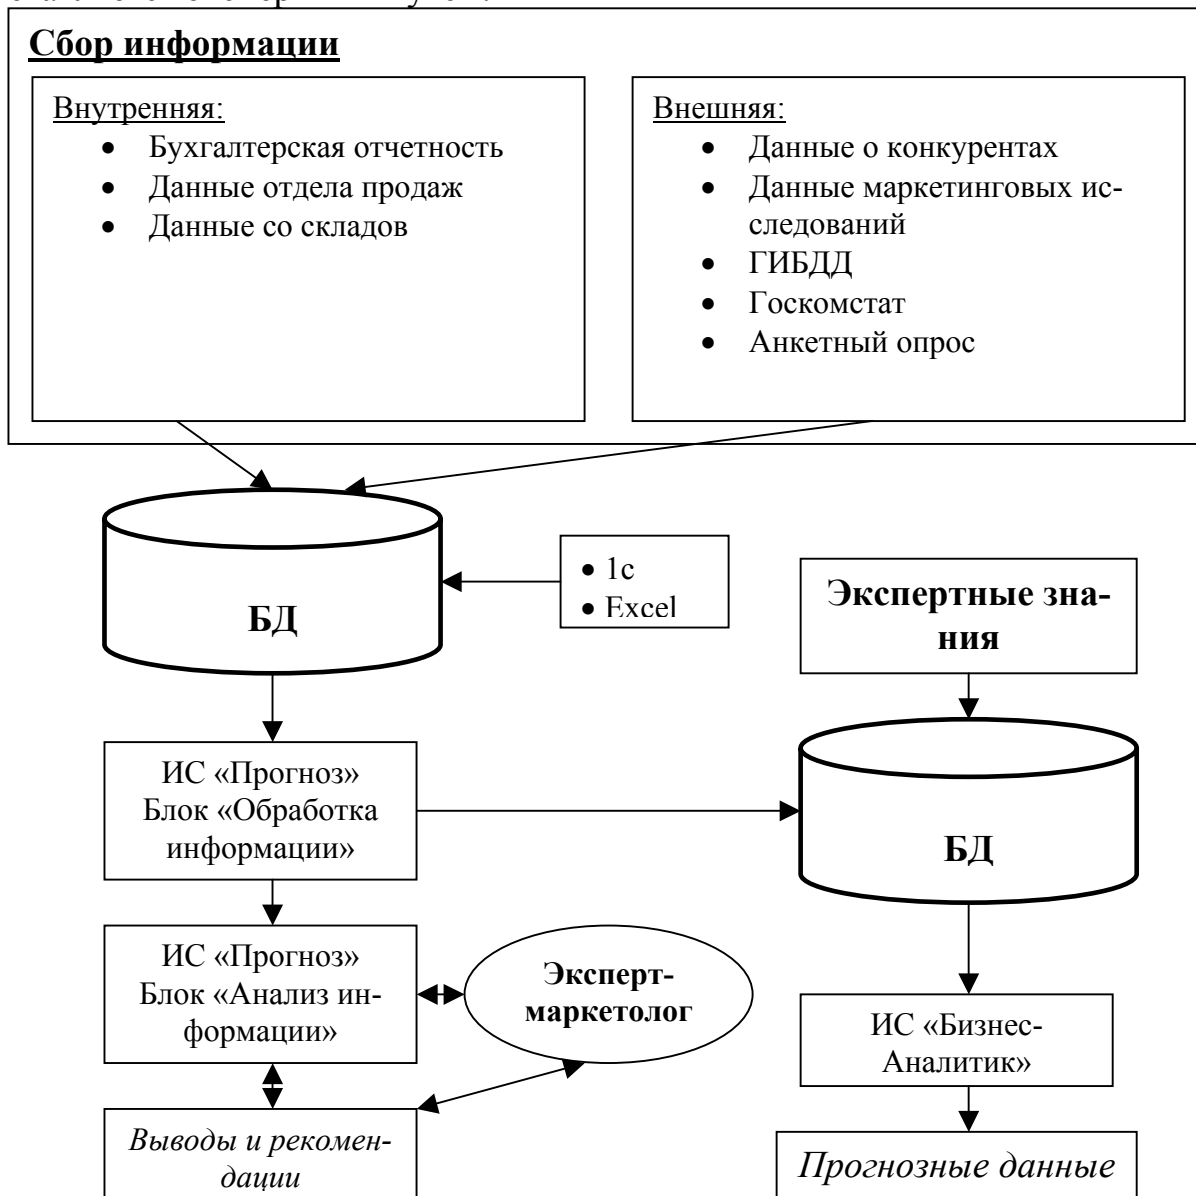 Сбор информации
Внутренняя:
• Бухгалтерская отчетность
• Данные отдела продаж
• Данные со складов
Внешняя:
• Данные о конкурентах
• Данные маркетинговых ис-
следований
• ГИБДД
• Госкомстат
• Анкетный опрос
БД
• 1с
• Excel
Экспертные зна-
ния
ИС «Прогноз»
Блок «Обработка
информации»
БД
ИС «Прогноз»
Блок «Анализ ин-
формации»
Эксперт-
маркетолог
ИС «Бизнес-
Аналитик»
Выводы и рекомен-
дации
Прогнозные данные